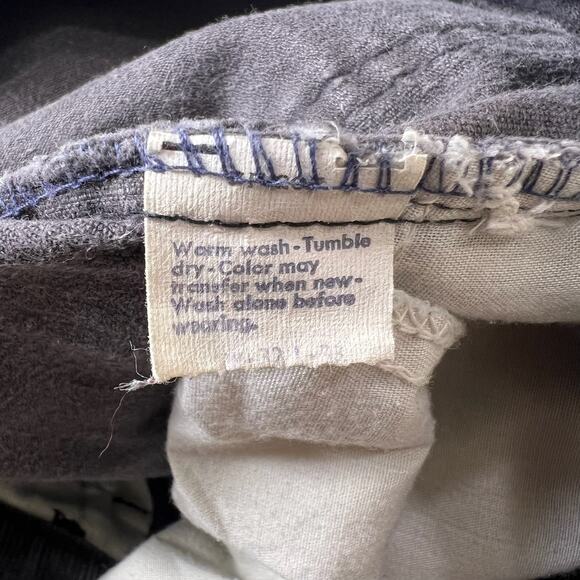 Warm wash-Tumble
dry-Color may
transfer when new-
Wash alone before
wearing.